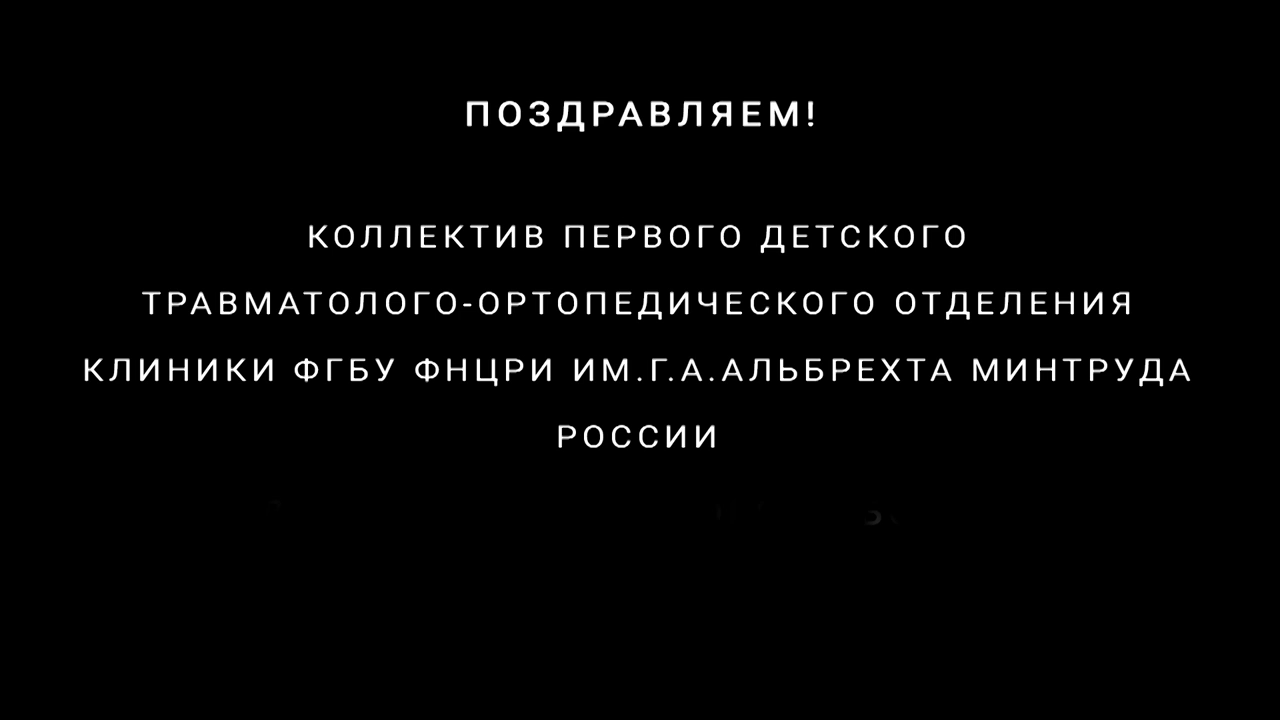 ПОЗДРАВЛЯЕМ!
КОЛЛЕКТИВ ПЕРВОГО ДЕТСКОГО
ТРАВМАТОЛОГО-ОРТОПЕДИЧЕСКОГО ОТДЕЛЕНИЯ
КЛИНИКИ ФГБУ ФНЦРИ ИМ.Г.А.АЛЬБРЕХТА МИНТРУДА
РОССИИ